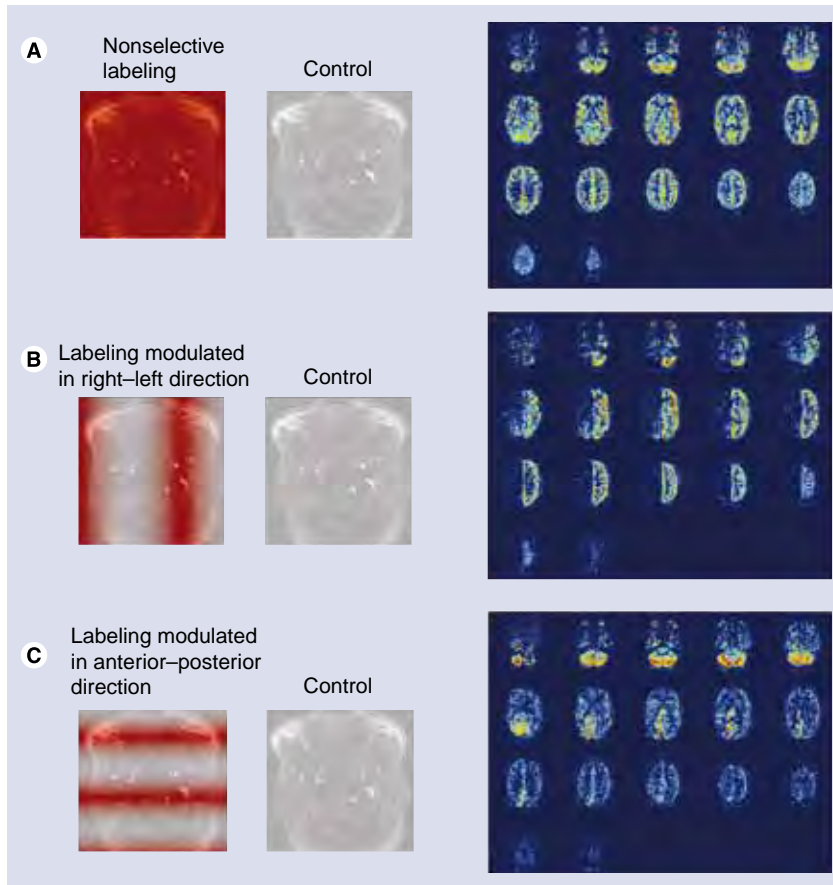 A
Nonselective
labeling
Control
B
Labeling modulated
in right–left direction
Control
C
Labeling modulated
in anterior–posterior
direction
Control